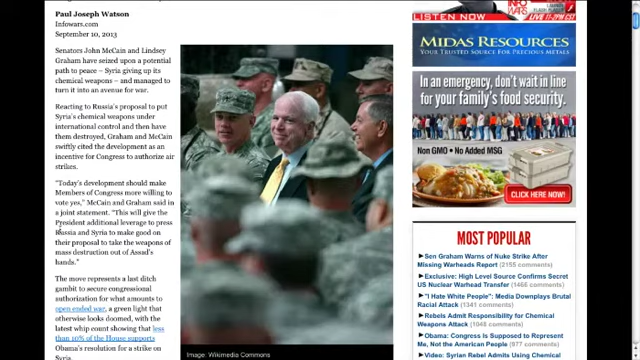 Paul Joseph Watson
Infowars.com
September 10, 2013
Senators John McCain and Lindsey
Graham have seized upon a potential
path to peace – Syria giving up its
chemical weapons – and managed to
turn it into an avenue for war.
Reacting to Russia's proposal to put
Syria's chemical weapons under
international control and then have
them destroyed, Graham and McCain
swiftly cited the development as an
incentive for Congress to authorize air
strikes.
"Today's development should make
Members of Congress more willing to
vote yes," McCain and Graham said in
a joint statement. "This will give the
President additional leverage to press
Russia and Syria to make good on
their proposal to take the weapons of
mass destruction out of Assad's
hands."
The move represents a last ditch
gambit to secure congressional
authorization for what amounts to
open ended war, a green light that
otherwise looks doomed, with the
latest whip count showing that less
than 10% of the House supports
Obama's resolution for a strike on
Syria.
Image: Wikimedia Commons
LISTEN NOW
INFO
WARS
LIVE 11-2P CST
MIDAS RESOURCES
YOUR TRUSTED SOURCE FOR PRECIOUS METALS
In an emergency, don't wait in line
for your family's food security.
Non GMO • No Added MSG
CLICK HERE NOW!
MOST POPULAR
Sen Graham Warns of Nuke Strike After
Missing Warheads Report (2155 comments)
Exclusive: High Level Source Confirms Secret
US Nuclear Warhead Transfer (1466 comments)
"I Hate White People": Media Downplays Brutal
Racial Attack (1341 comments)
Rebels Admit Responsibility for Chemical
Weapons Attack (1048 comments)
Obama: Congress Is Supposed to Represent
Me, Not the American People (977 comments)
Video: Syrian Rebel Admits Using Chemical